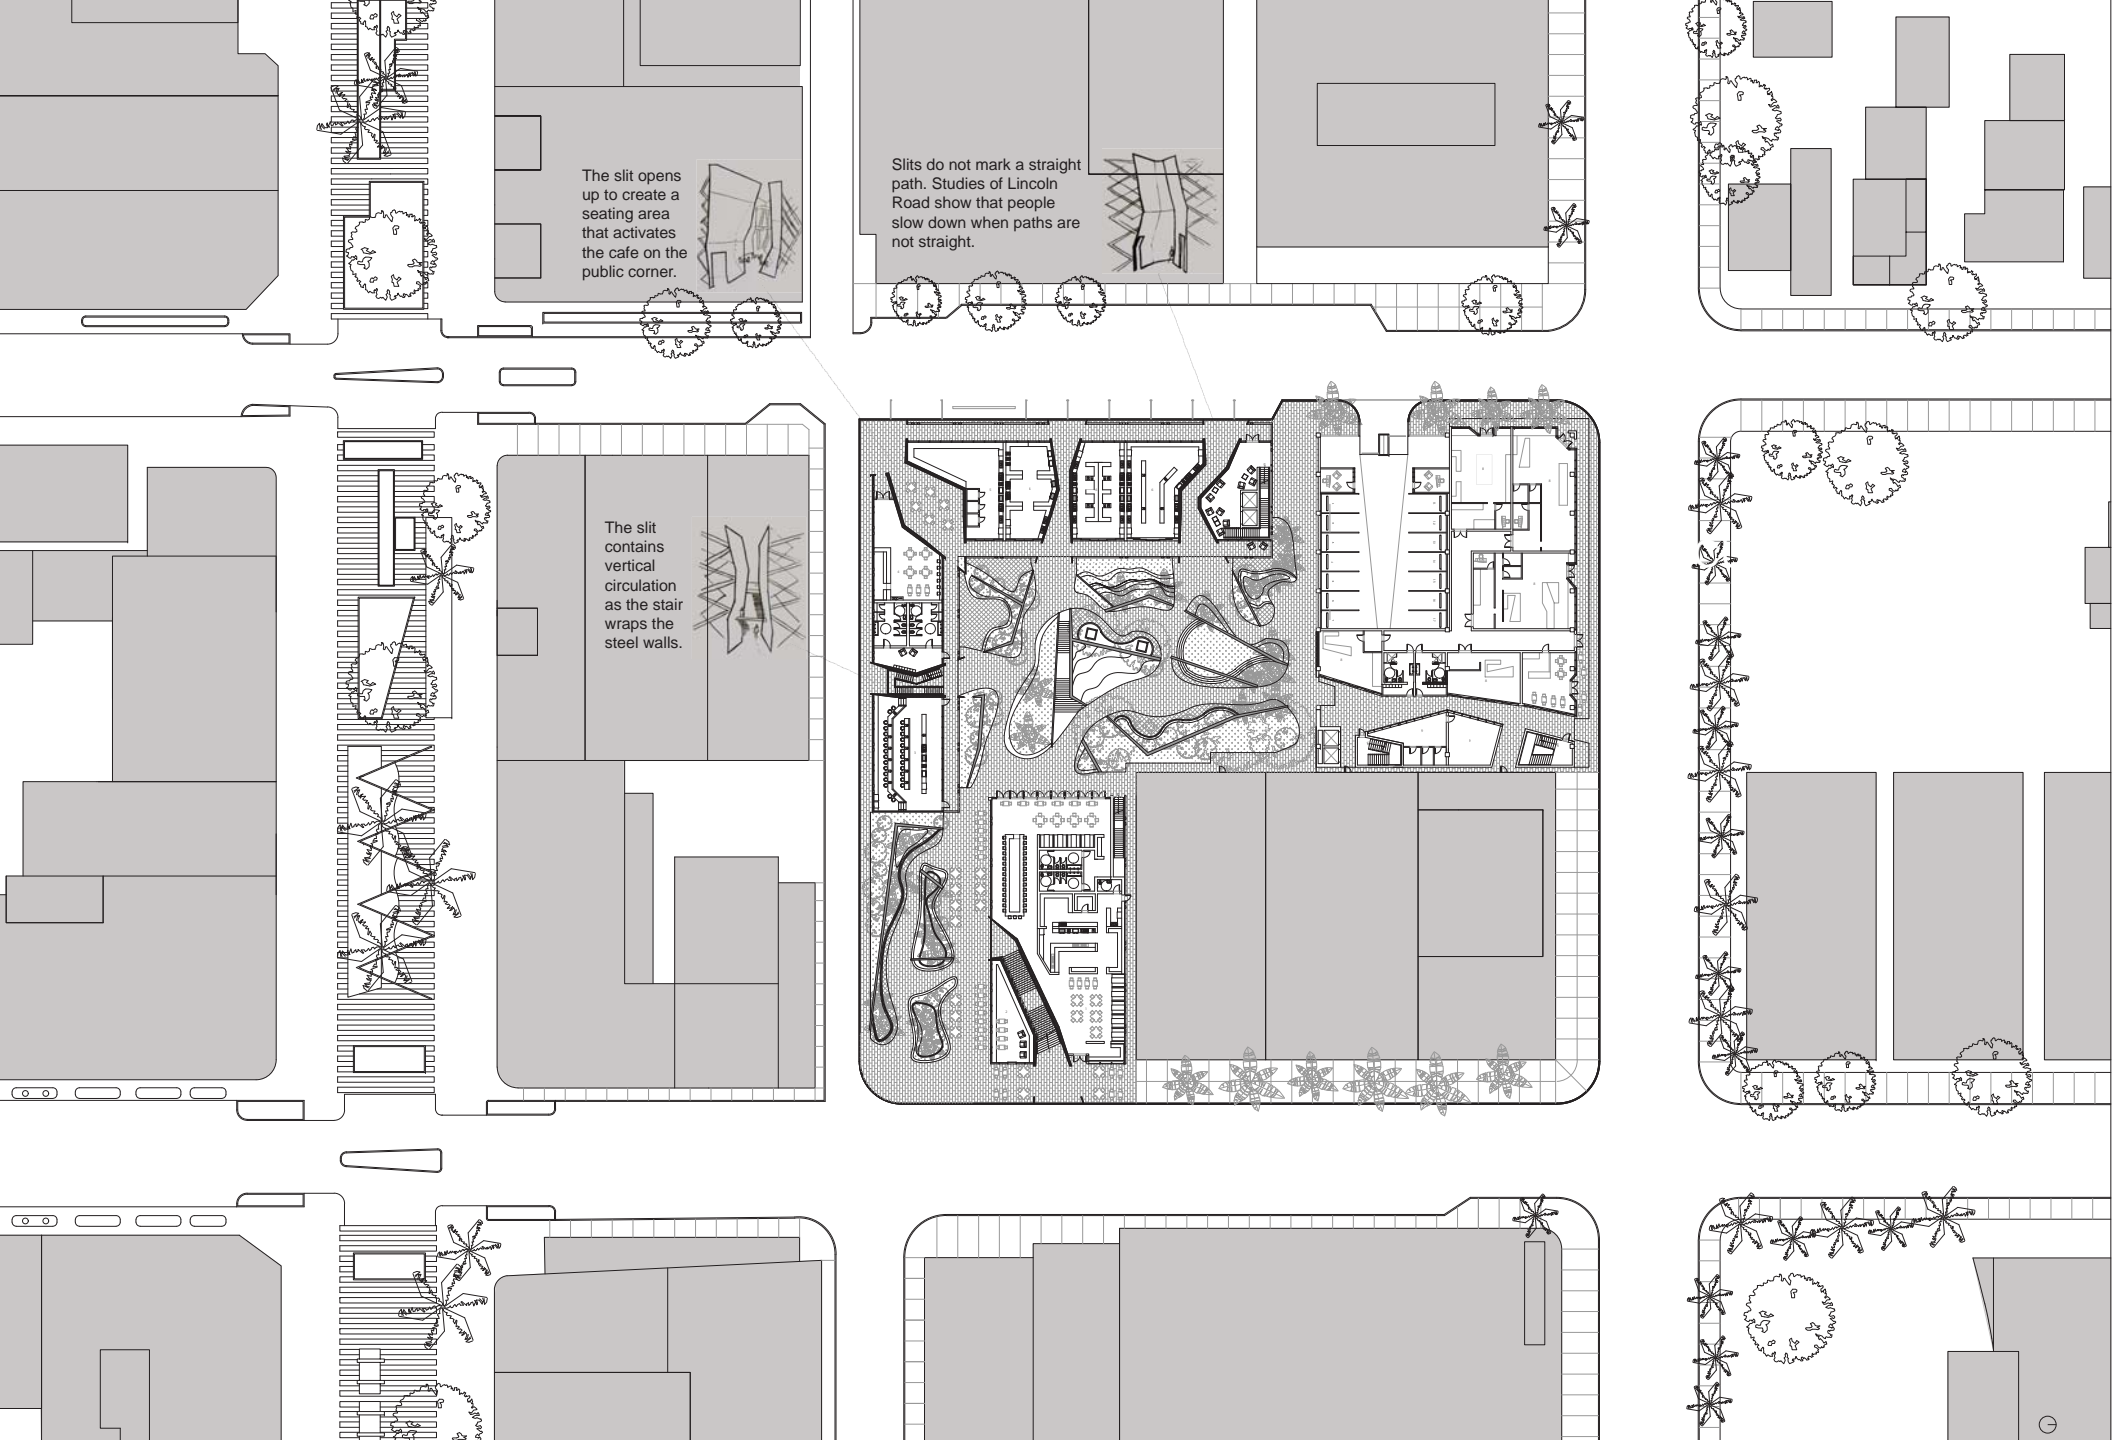 The slit opens
up to create a
seating area
that activates
the cafe on the
public corner.
Slits do not mark a straight
path. Studies of Lincoln
Road show that people
slow down when paths are
not straight.
The slit
contains
vertical
circulation
as the stair
wraps the
steel walls.